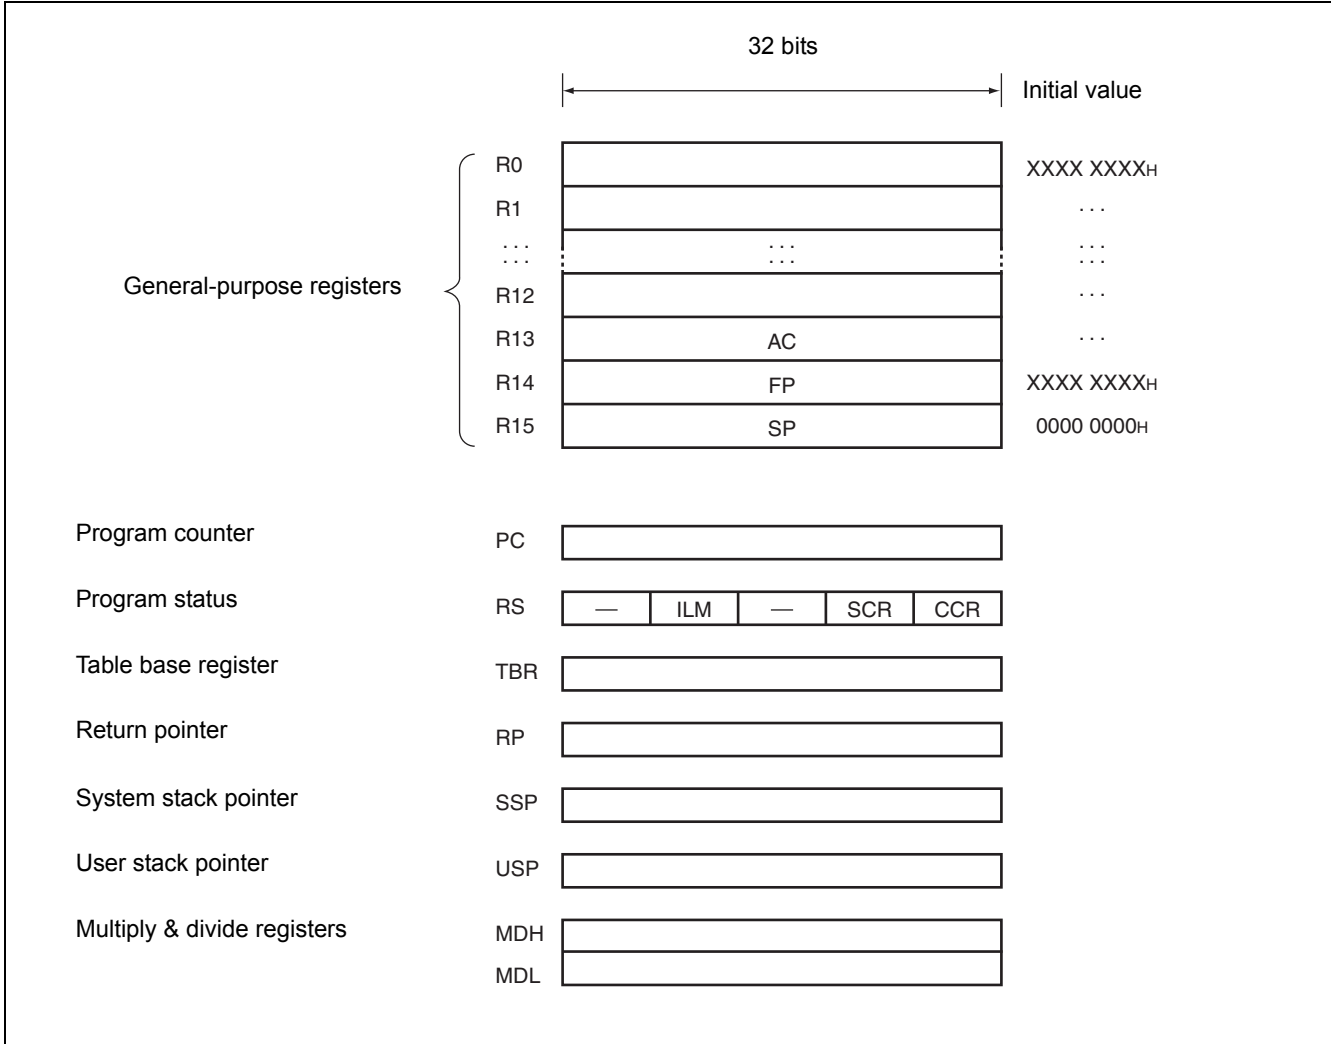 32 bits
Initial value
R0 XXXX XXXXH
R1 ...
... ... ...
... ... ...
General-purpose registers
R12 ...
R13 AC ...
R14 FP XXXX XXXXH
R15 SP 0000 0000H
Program counter PC
Program status RS — ILM — SCR CCR
Table base register TBR
Return pointer RP
System stack pointer SSP
User stack pointer USP
Multiply & divide registers MDH
MDL